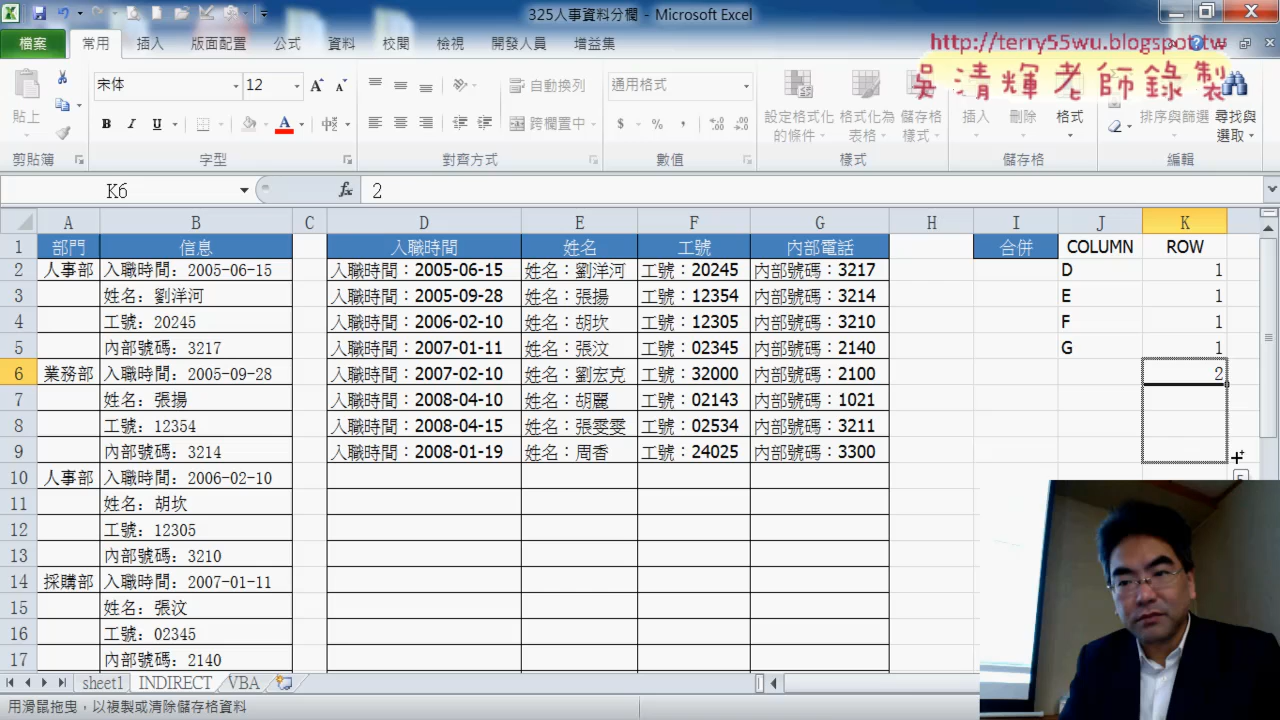 325人事資料分欄 - Microsoft Excel
檔案 常用 插入 版面配置 公式 資料 校閱 檢視 開發人員 增益集
http://terry55wu.blogspot.tw
吳清輝老師錄製
貼上 宋体 12 自動換列 通用格式 設定格式化的條件 格式化為表格 儲存格樣式 插入 刪除 格式 排序與篩選 尋找與選取
B I U A 中 跨欄置中 $ % ,
剪貼簿 字型 對齊方式 數值 樣式 儲存格 編輯
K6 fx 2
A B C D E F G H I J K
1 部門 信息 入職時間 姓名 工號 內部電話 合併 COLUMN ROW
2 人事部 入職時間: 2005-06-15 入職時間：2005-06-15 姓名：劉洋河 工號：20245 內部號碼：3217 D 1
3 姓名: 劉洋河 入職時間：2005-09-28 姓名：張揚 工號：12354 內部號碼：3214 E 1
4 工號: 20245 入職時間：2006-02-10 姓名：胡坎 工號：12305 內部號碼：3210 F 1
5 內部號碼: 3217 入職時間：2007-01-11 姓名：張汶 工號：02345 內部號碼：2140 G 1
6 業務部 入職時間: 2005-09-28 入職時間：2007-02-10 姓名：劉宏克 工號：32000 內部號碼：2100 2
7 姓名: 張揚 入職時間：2008-04-10 姓名：胡麗 工號：02143 內部號碼：1021
8 工號: 12354 入職時間：2008-04-15 姓名：張雯雯 工號：02534 內部號碼：3211
9 內部號碼: 3214 入職時間：2008-01-19 姓名：周香 工號：24025 內部號碼：3300
10 人事部 入職時間: 2006-02-10
11 姓名: 胡坎
12 工號: 12305
13 內部號碼: 3210
14 採購部 入職時間: 2007-01-11
15 姓名: 張汶
16 工號: 02345
17 內部號碼: 2140
sheet1 INDIRECT VBA
用滑鼠拖曳，以複製或清除儲存格資料